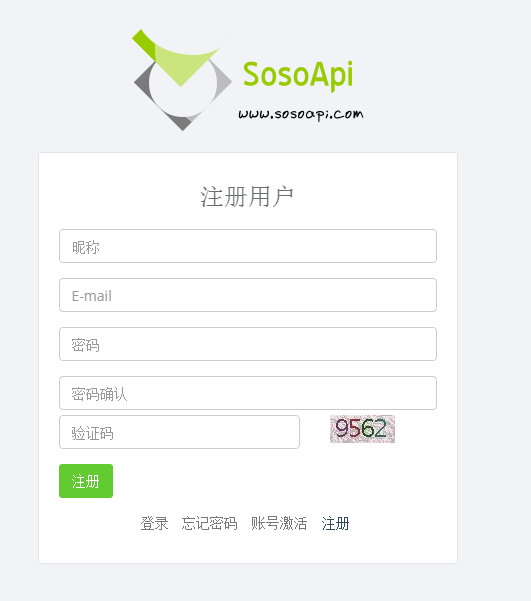 SosoApi
www.sosoapi.com
注册用户
昵称
E-mail
密码
密码确认
验证码 9562
注册
登录 忘记密码 账号激活 注册